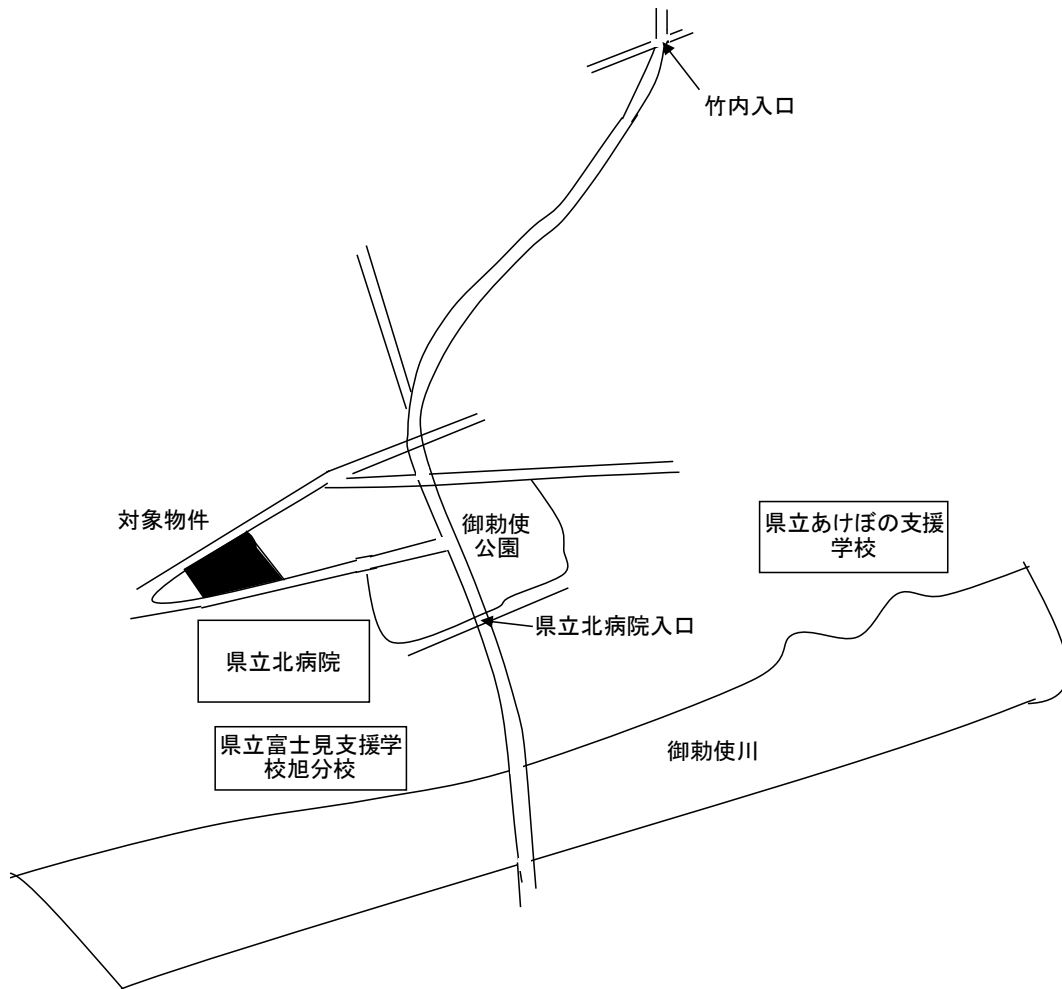 竹内入口
対象物件
御勅使
公園
県立あけぼの支援
学校
県立北病院入口
県立北病院
県立富士見支援学
校旭分校
御勅使川